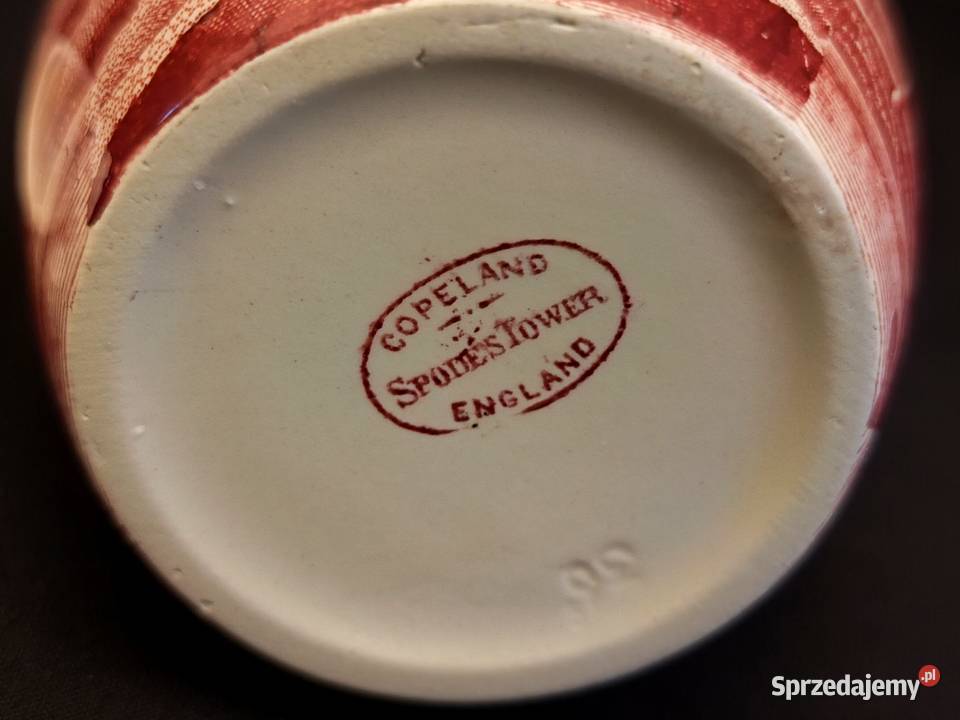 COPELAND
SPODE'S TOWER
ENGLAND
Sprzedajemy.pl